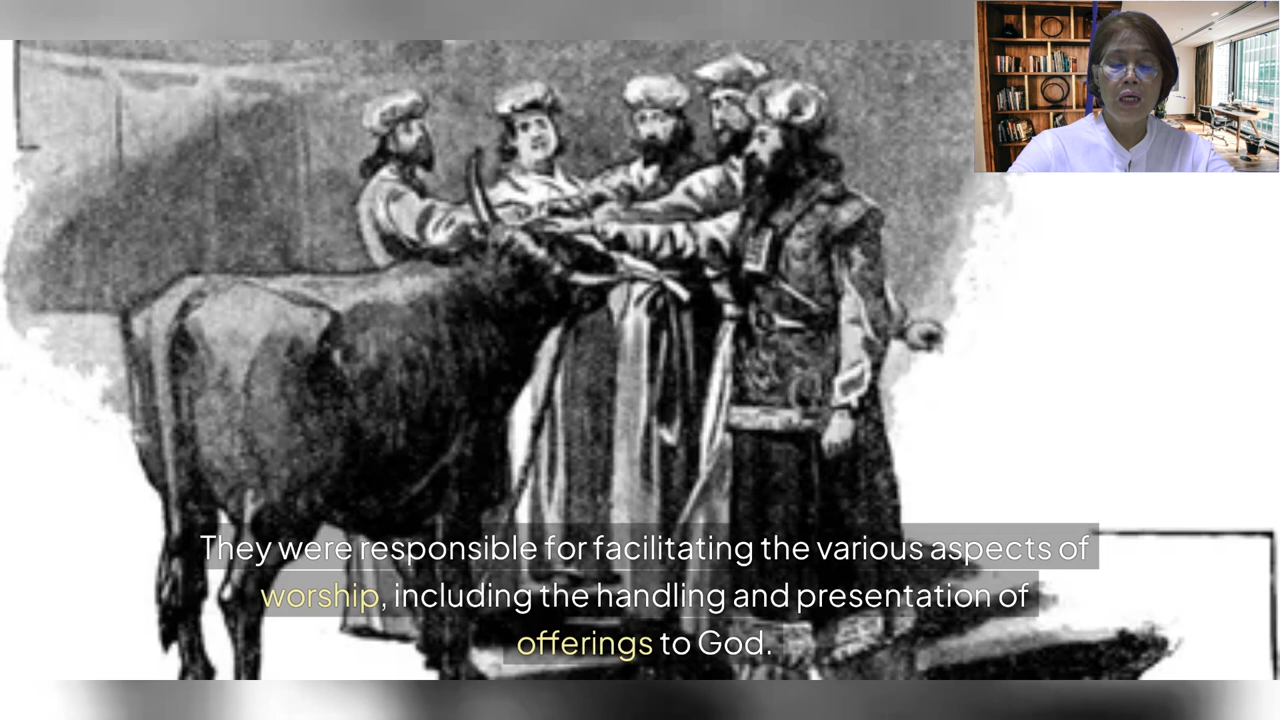 They were responsible for facilitating the various aspects of
worship, including the handling and presentation of
offerings to God.